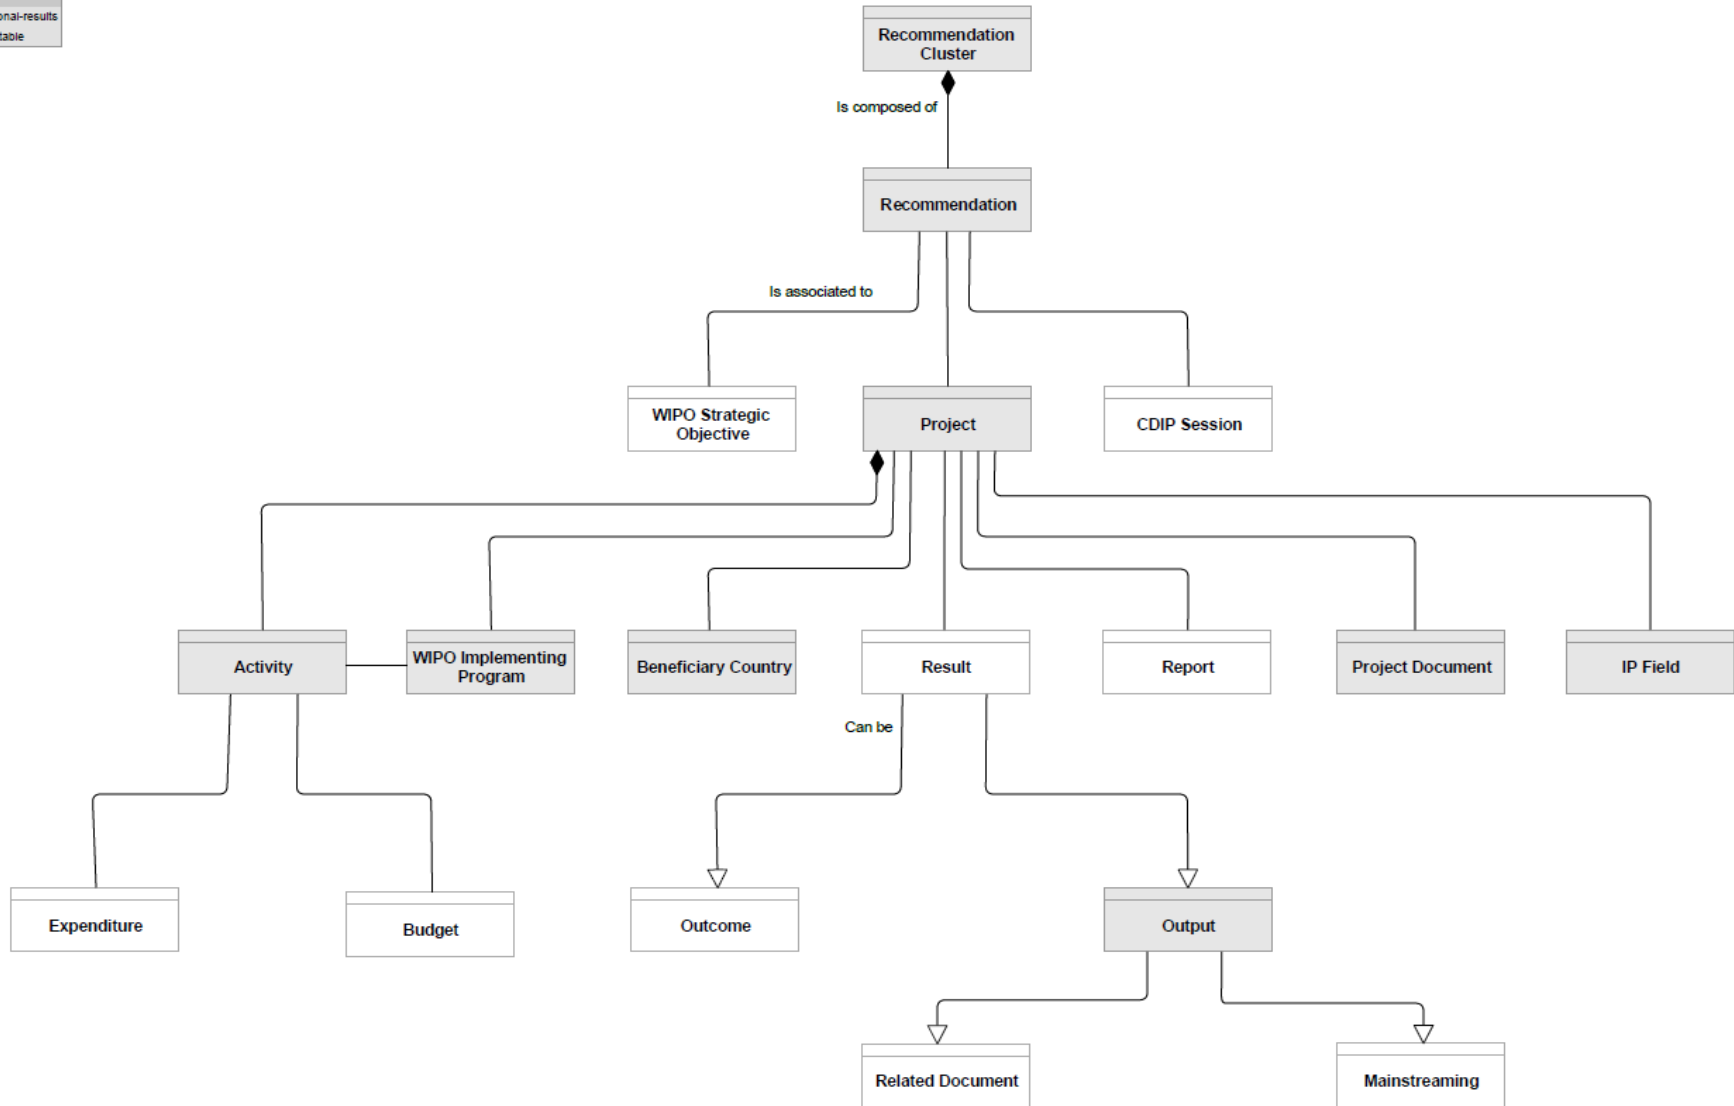 onal-results
table
Recommendation
Cluster
Is composed of
Recommendation
Is associated to
WIPO Strategic
Objective
Project
CDIP Session
Activity
WIPO Implementing
Program
Beneficiary Country
Result
Report
Project Document
IP Field
Can be
Expenditure
Budget
Outcome
Output
Related Document
Mainstreaming